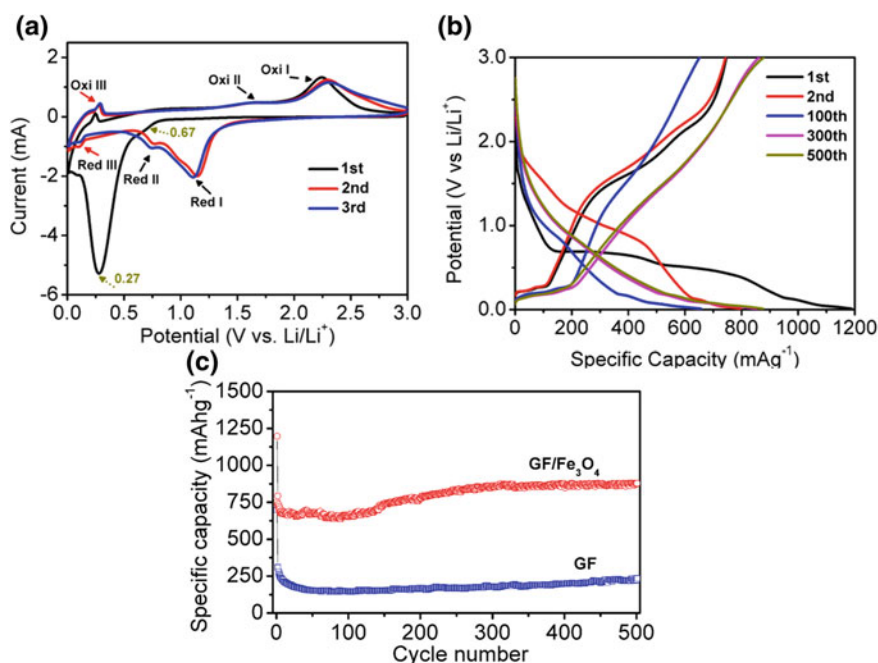 (a)
2
0
-2
-4
-6
Current (mA)
Oxi III
Oxi II
Oxi I
0.67
Red III
Red II
Red I
0.27
1st
2nd
3rd
0.0 0.5 1.0 1.5 2.0 2.5 3.0
Potential (V vs. Li/Li⁺)
(b)
3.0
2.0
1.0
0.0
Potential (V vs Li/Li⁺)
1st
2nd
100th
300th
500th
0 200 400 600 800 1000 1200
Specific Capacity (mAg⁻¹)
(c)
1500
1250
1000
750
500
250
0
Specific capacity (mAhg⁻¹)
GF/Fe₃O₄
GF
0 100 200 300 400 500
Cycle number